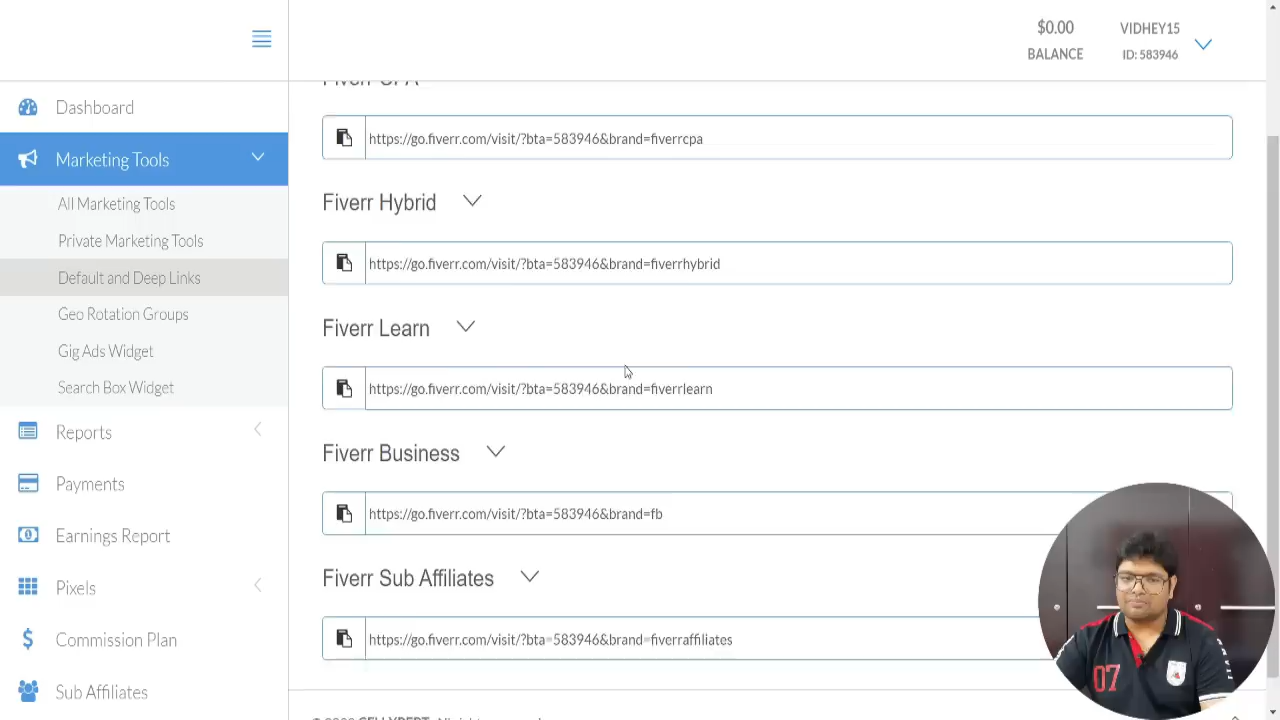 $0.00
VIDHEY15
BALANCE
ID: 583946
Dashboard
Marketing Tools
All Marketing Tools
Private Marketing Tools
Default and Deep Links
Geo Rotation Groups
Gig Ads Widget
Search Box Widget
Reports
Payments
Earnings Report
Pixels
Commission Plan
Sub Affiliates
Fiverr CPA
https://go.fiverr.com/visit/?bta=583946&brand=fiverrcpa
Fiverr Hybrid
https://go.fiverr.com/visit/?bta=583946&brand=fiverrhybrid
Fiverr Learn
https://go.fiverr.com/visit/?bta=583946&brand=fiverrlearn
Fiverr Business
https://go.fiverr.com/visit/?bta=583946&brand=fb
Fiverr Sub Affiliates
https://go.fiverr.com/visit/?bta=583946&brand=fiverraffiliates
07